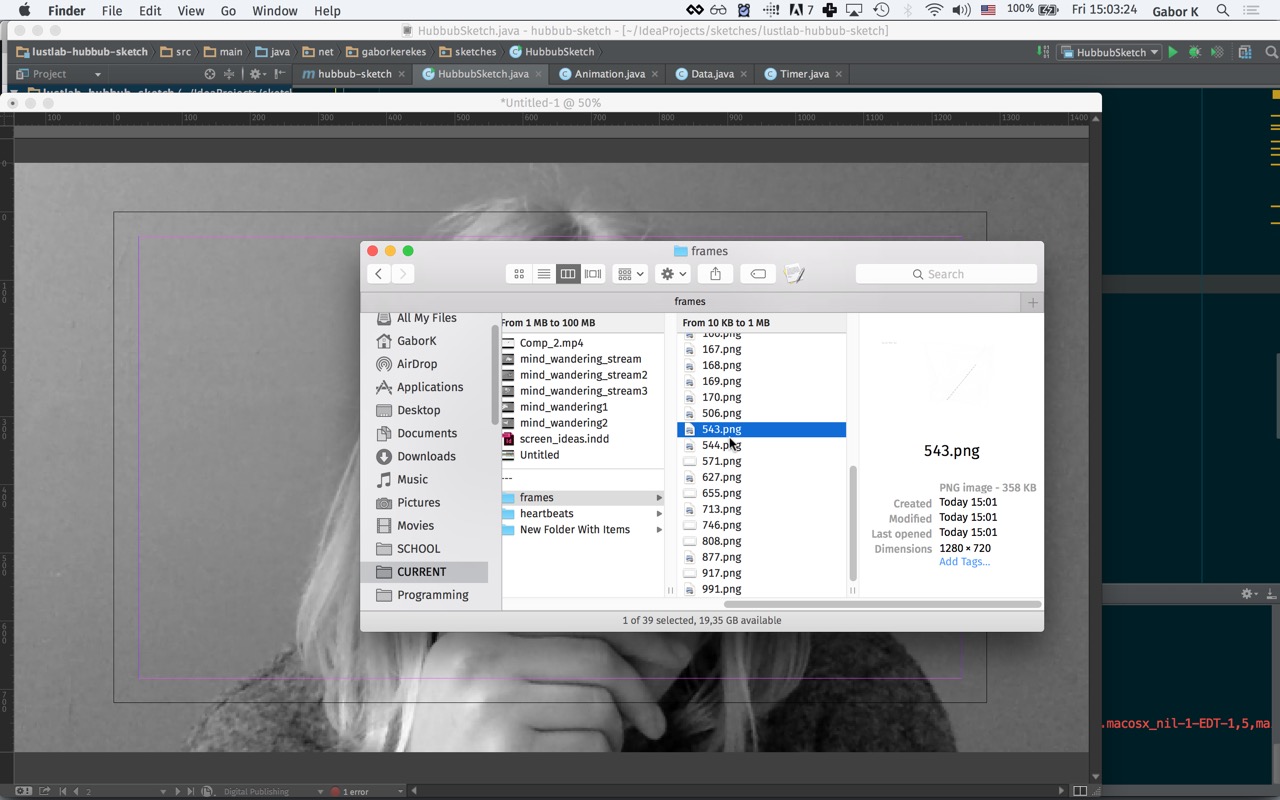 Finder File Edit View Go Window Help 7 100% Fri 15:03:24 Gabor K
HubbubSketch.java - hubbub-sketch - [~/IdeaProjects/sketches/lustlab-hubbub-sketch]
lustlab-hubbub-sketch src main java net gaborkerekes sketches HubbubSketch HubbubSketch
Project hubbub-sketch HubbubSketch.java Animation.java Data.java Timer.java
*Untitled-1 @ 50%
100 0 100 200 300 400 500 600 700 800 900 1000 1100 1200 1300 1400
frames
Search
frames
All My Files
GaborK
AirDrop
Applications
Desktop
Documents
Downloads
Music
Pictures
Movies
SCHOOL
CURRENT
Programming
From 1 MB to 100 MB
Comp_2.mp4
mind_wandering_stream
mind_wandering_stream2
mind_wandering_stream3
mind_wandering1
mind_wandering2
screen_ideas.indd
Untitled
---
frames
heartbeats
New Folder With Items
From 10 KB to 1 MB
167.png
168.png
169.png
170.png
506.png
543.png
544.png
571.png
627.png
655.png
713.png
746.png
808.png
877.png
917.png
991.png
543.png
PNG image - 358 KB
Created Today 15:01
Modified Today 15:01
Last opened Today 15:01
Dimensions 1280 × 720
Add Tags...
1 of 39 selected, 19,35 GB available
.macosx_nil-1-EDT-1,5,ma
2 Digital Publishing 1 error